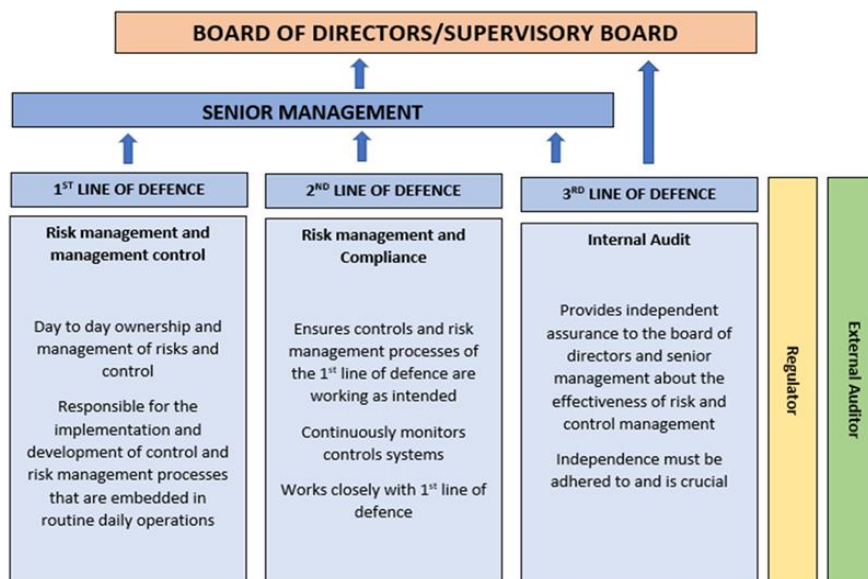 BOARD OF DIRECTORS/SUPERVISORY BOARD
SENIOR MANAGEMENT
1ST LINE OF DEFENCE
Risk management and
management control
Day to day ownership and
management of risks and
control
Responsible for the
implementation and
development of control and
risk management processes
that are embedded in
routine daily operations
2ND LINE OF DEFENCE
Risk management and
Compliance
Ensures controls and risk
management processes of
the 1st line of defence are
working as intended
Continuously monitors
controls systems
Works closely with 1st line of
defence
3RD LINE OF DEFENCE
Internal Audit
Provides independent
assurance to the board of
directors and senior
management about the
effectiveness of risk and
control management
Independence must be
adhered to and is crucial
Regulator
External Auditor